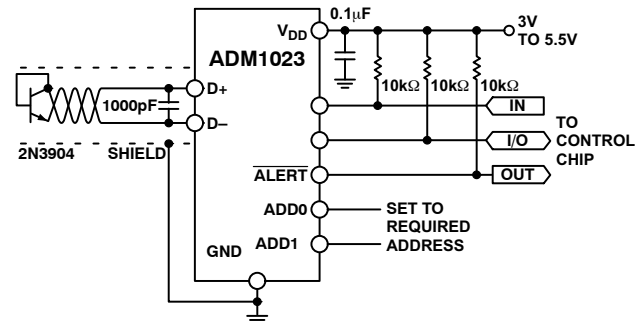 0.1μF
3V
TO 5.5V
VDD
ADM1023
10kΩ
10kΩ
10kΩ
D+
1000pF
D–
IN
I/O
OUT
TO
CONTROL
CHIP
2N3904
SHIELD
ALERT
ADD0
SET TO
REQUIRED
ADDRESS
ADD1
GND